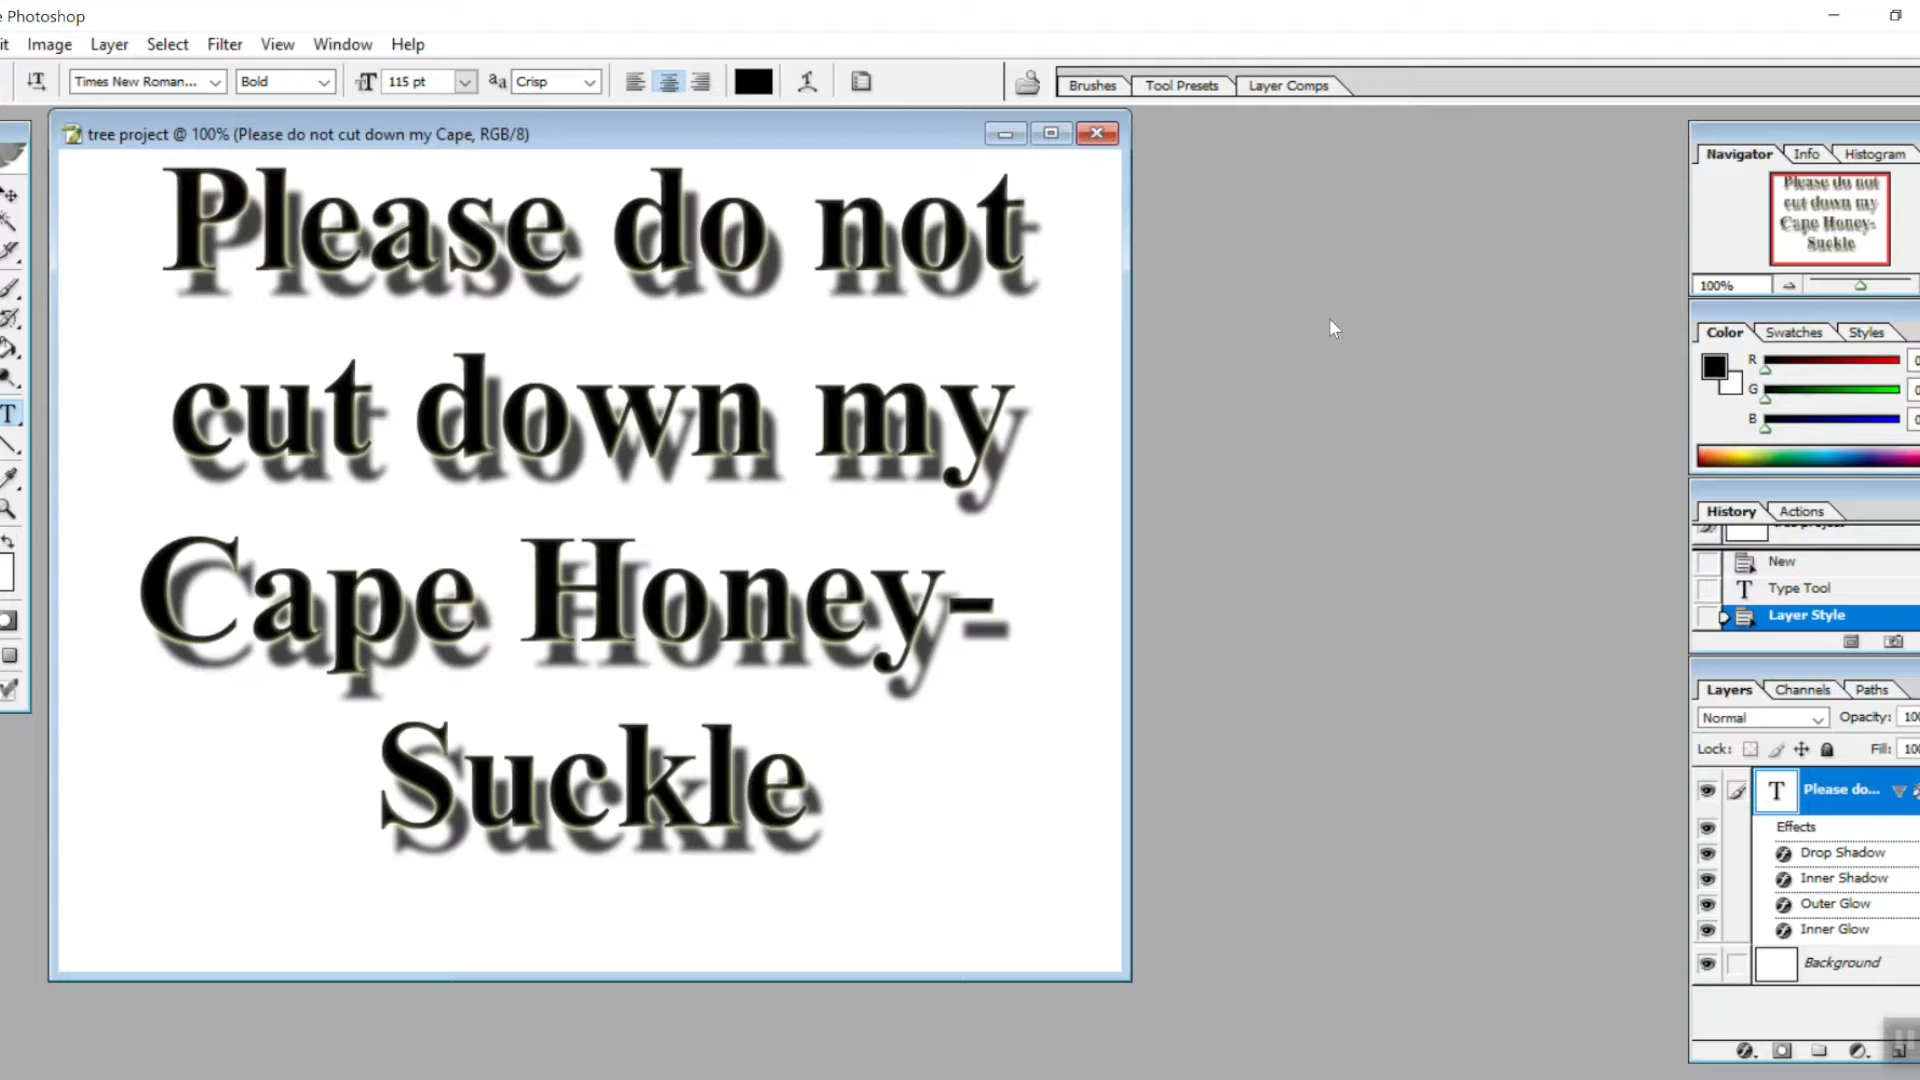 e Photoshop
it Image Layer Select Filter View Window Help
Times New Roman... Bold 115 pt aa Crisp Brushes Tool Presets Layer Comps
tree project @ 100% (Please do not cut down my Cape, RGB/8)
Please do not
cut down my
Cape Honey-
Suckle
Navigator Info Histogram
Please do not
cut down my
Cape Honey-
Suckle
100%
Color Swatches Styles
R
G
B
History Actions
New
Type Tool
Layer Style
Layers Channels Paths
Normal Opacity: 100
Lock: Fill: 100
T Please do...
Effects
Drop Shadow
Inner Shadow
Outer Glow
Inner Glow
Background